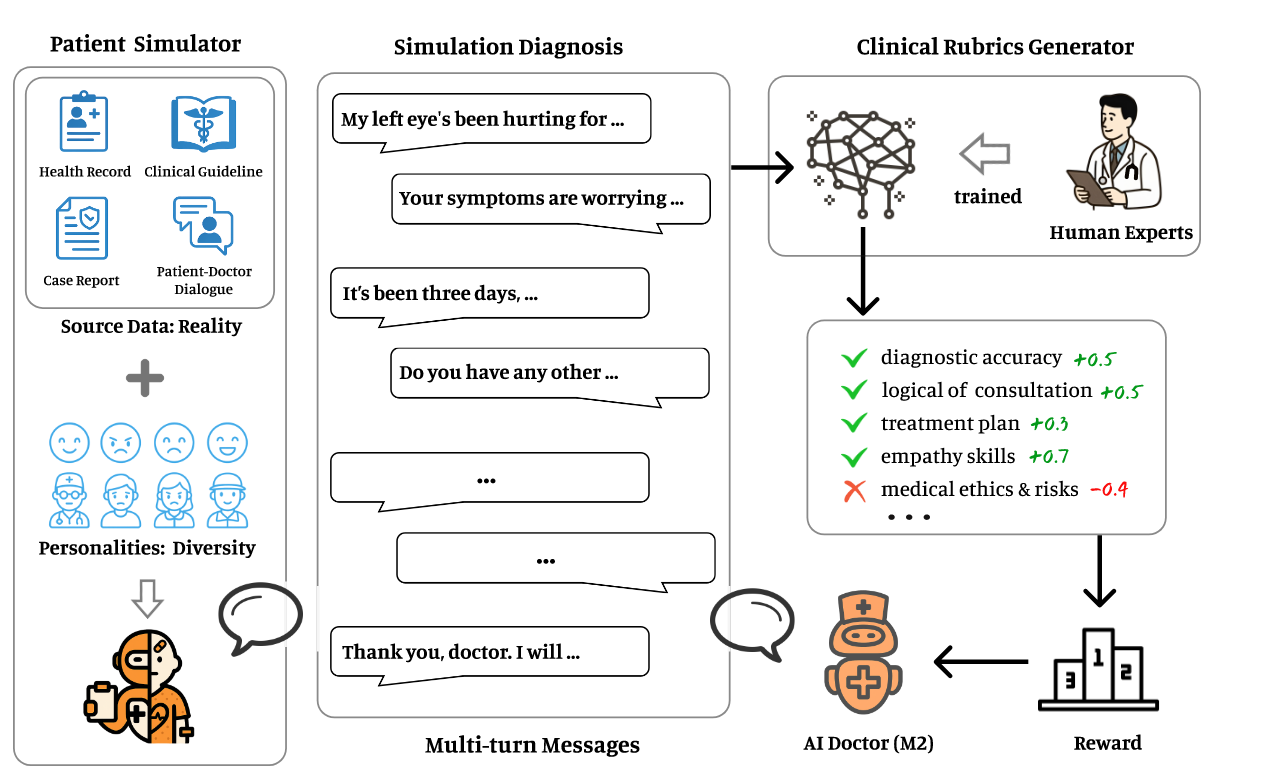 Patient Simulator
Health Record
Clinical Guideline
Case Report
Patient-Doctor
Dialogue
Source Data: Reality
Personalities: Diversity
Simulation Diagnosis
My left eye's been hurting for ...
Your symptoms are worrying ...
It's been three days, ...
Do you have any other ...
...
...
Thank you, doctor. I will ...
Multi-turn Messages
Clinical Rubrics Generator
trained
Human Experts
diagnostic accuracy +0.5
logical of consultation +0.5
treatment plan +0.3
empathy skills +0.7
medical ethics & risks -0.4
...
1
2
3
AI Doctor (M2)
Reward